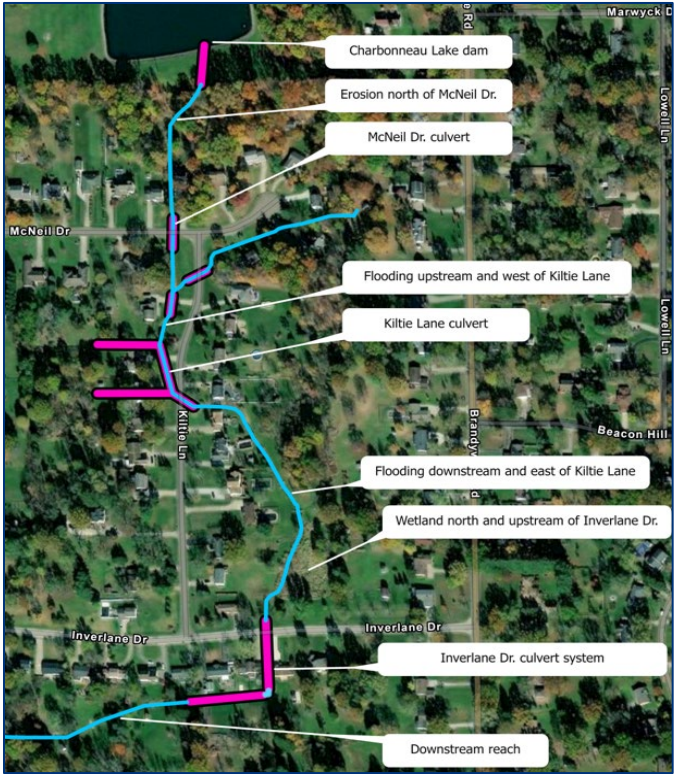 Marwyck D
e Rd
Charbonneau Lake dam
Erosion north of McNeil Dr.
Lowell Ln
McNeil Dr. culvert
McNeil Dr
Flooding upstream and west of Kiltie Lane
Kiltie Lane culvert
Lowell Ln
Kiltie Ln
Brandyw
d
Beacon Hill
Flooding downstream and east of Kiltie Lane
Wetland north and upstream of Inverlane Dr.
Inverlane Dr
Inverlane Dr
Inverlane Dr. culvert system
Downstream reach